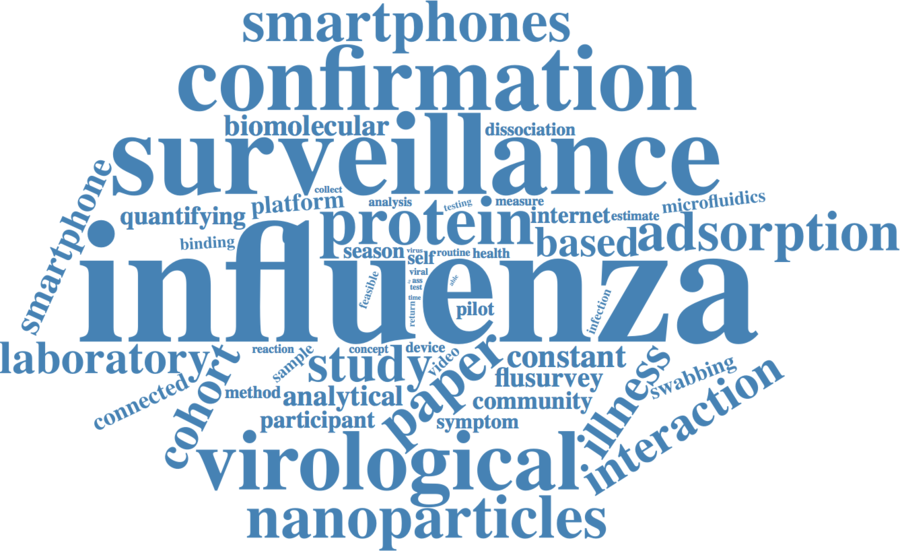 smartphones
confirmation
biomolecular
dissociation
surveillance
smartphone
collect
quantifying
platform
analysis
testing
measure
microfluidics
protein
internet
estimate
binding
season
virus
self
routine
health
based
adsorption
influenza
viral
feasible
ass
test
able
time
return
pilot
infection
laboratory
reaction
sample
concept
device
study
video
constant
connected
cohort
method
analytical
paper
flusurvey
community
illness
swabbing
participant
symptom
interaction
virological
nanoparticles